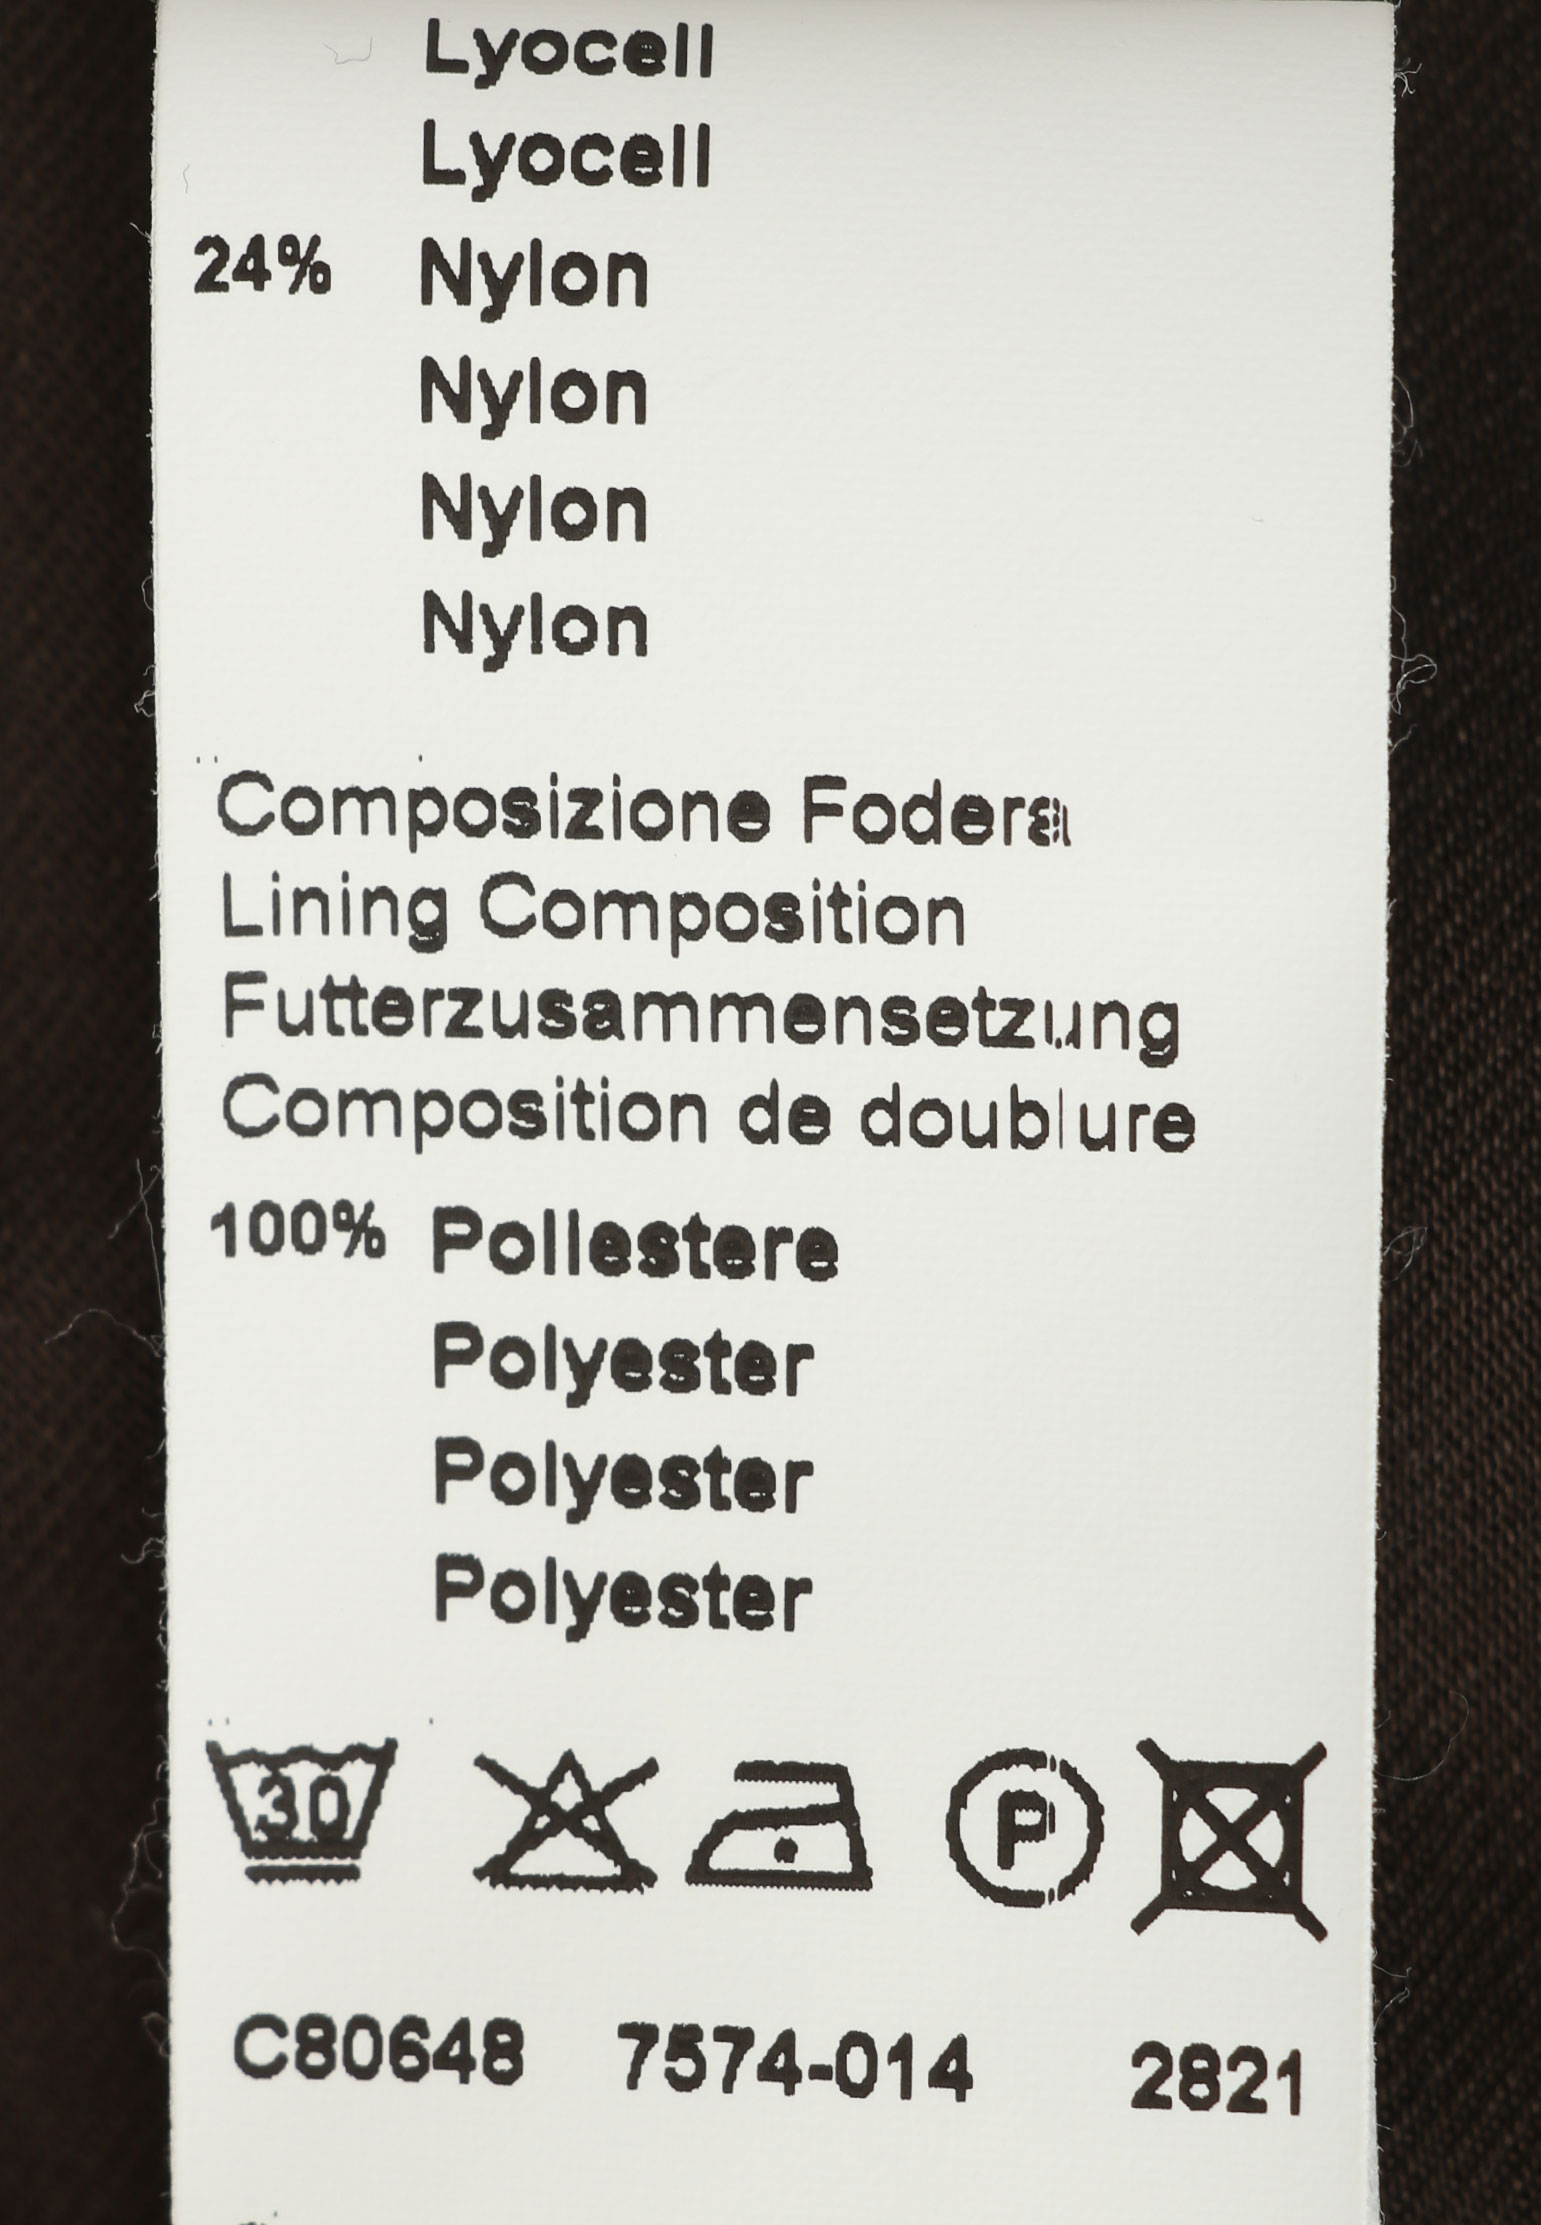 Lyocell
Lyocell
24% Nylon
Nylon
Nylon
Nylon
Composizione Fodera
Lining Composition
Futterzusammensetzung
Composition de doublure
100% Poliestere
Polyester
Polyester
Polyester
30 P
C80648 7574-014 2821